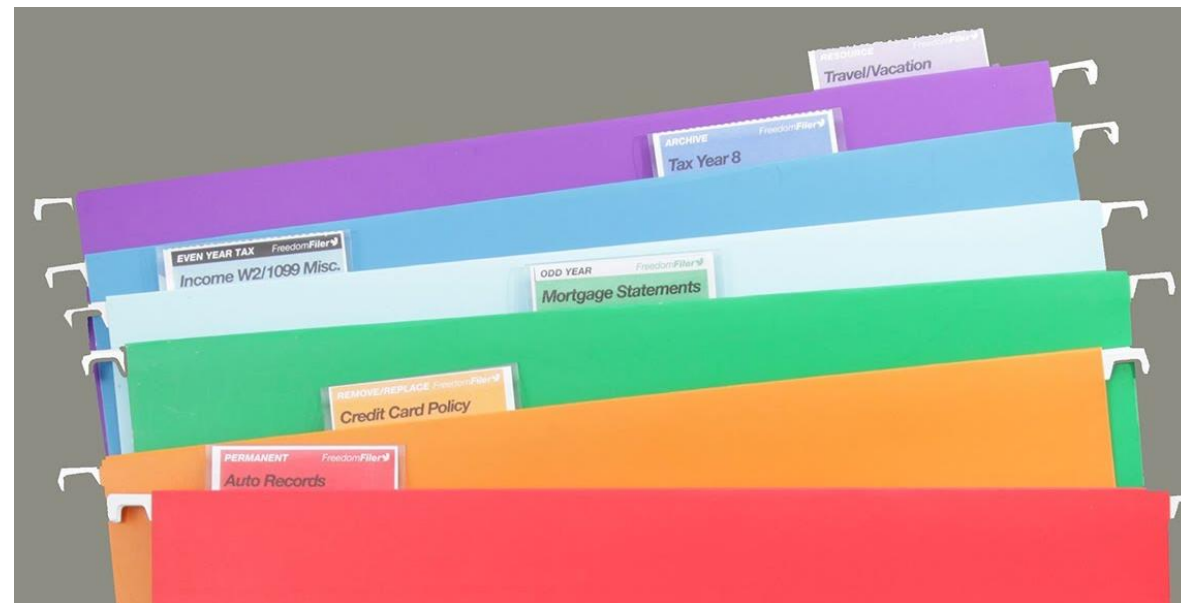 RESOURCE FreedomFiler
Travel/Vacation
ARCHIVE FreedomFiler
Tax Year 8
EVEN YEAR TAX FreedomFiler
Income W2/1099 Misc.
ODD YEAR FreedomFiler
Mortgage Statements
REMOVE/REPLACE FreedomFiler
Credit Card Policy
PERMANENT FreedomFiler
Auto Records